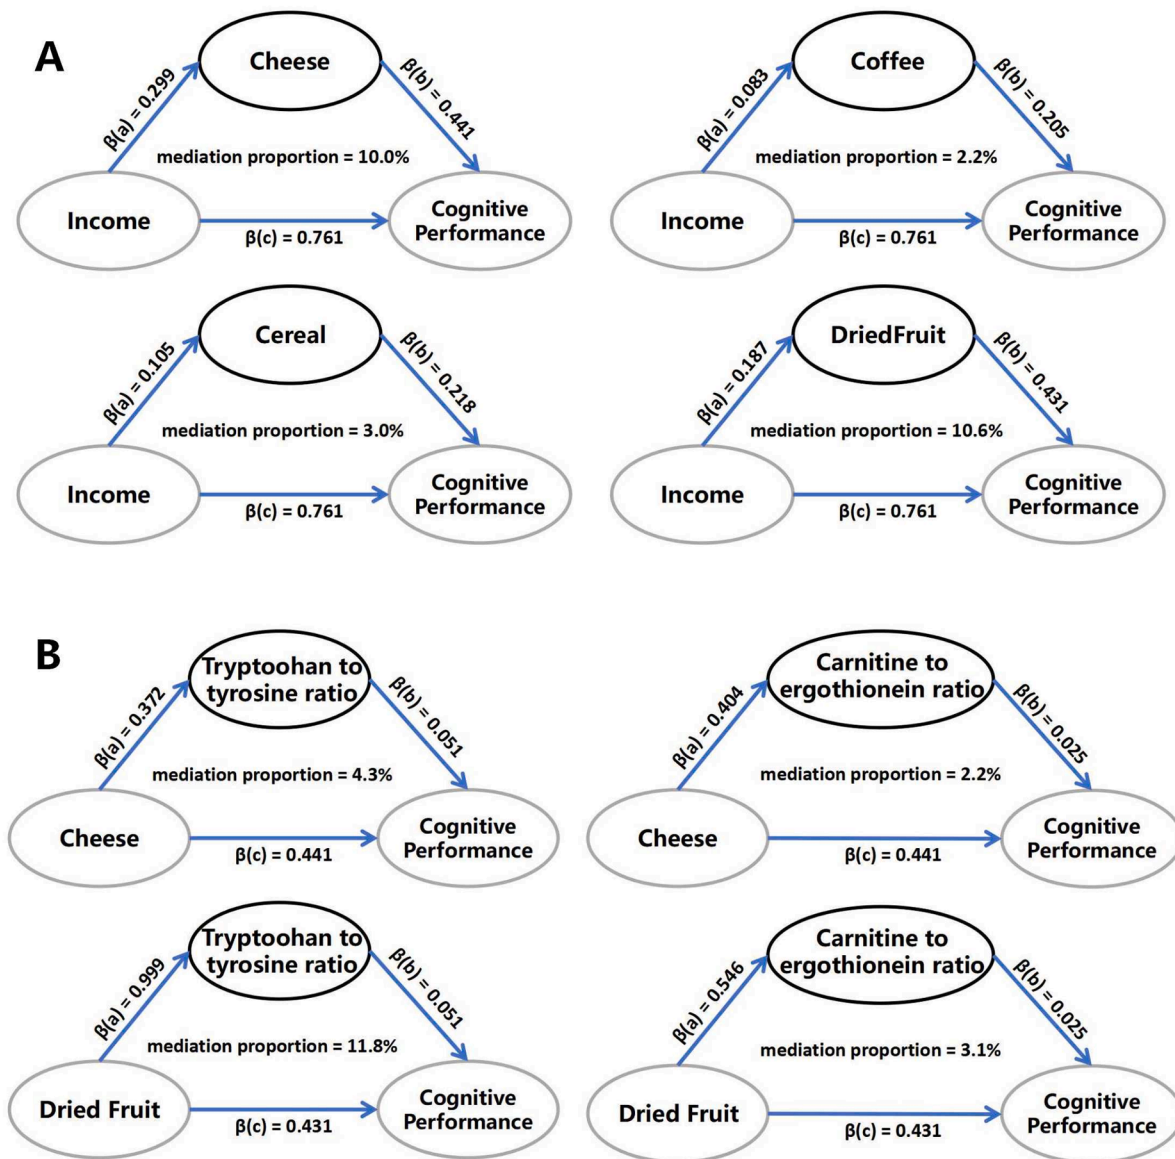 A
Cheese
β(a) = 0.299
β(b) = 0.441
mediation proportion = 10.0%
Income
Cognitive
Performance
β(c) = 0.761
Coffee
β(a) = 0.083
β(b) = 0.205
mediation proportion = 2.2%
Income
Cognitive
Performance
β(c) = 0.761
Cereal
β(a) = 0.105
β(b) = 0.218
mediation proportion = 3.0%
Income
Cognitive
Performance
β(c) = 0.761
DriedFruit
β(a) = 0.187
β(b) = 0.431
mediation proportion = 10.6%
Income
Cognitive
Performance
β(c) = 0.761
B
Tryptoohan to
tyrosine ratio
β(a) = 0.372
β(b) = 0.051
mediation proportion = 4.3%
Cheese
Cognitive
Performance
β(c) = 0.441
Carnitine to
ergothionein ratio
β(a) = 0.404
β(b) = 0.025
mediation proportion = 2.2%
Cheese
Cognitive
Performance
β(c) = 0.441
Tryptoohan to
tyrosine ratio
β(a) = 0.999
β(b) = 0.051
mediation proportion = 11.8%
Dried Fruit
Cognitive
Performance
β(c) = 0.431
Carnitine to
ergothionein ratio
β(a) = 0.546
β(b) = 0.025
mediation proportion = 3.1%
Dried Fruit
Cognitive
Performance
β(c) = 0.431